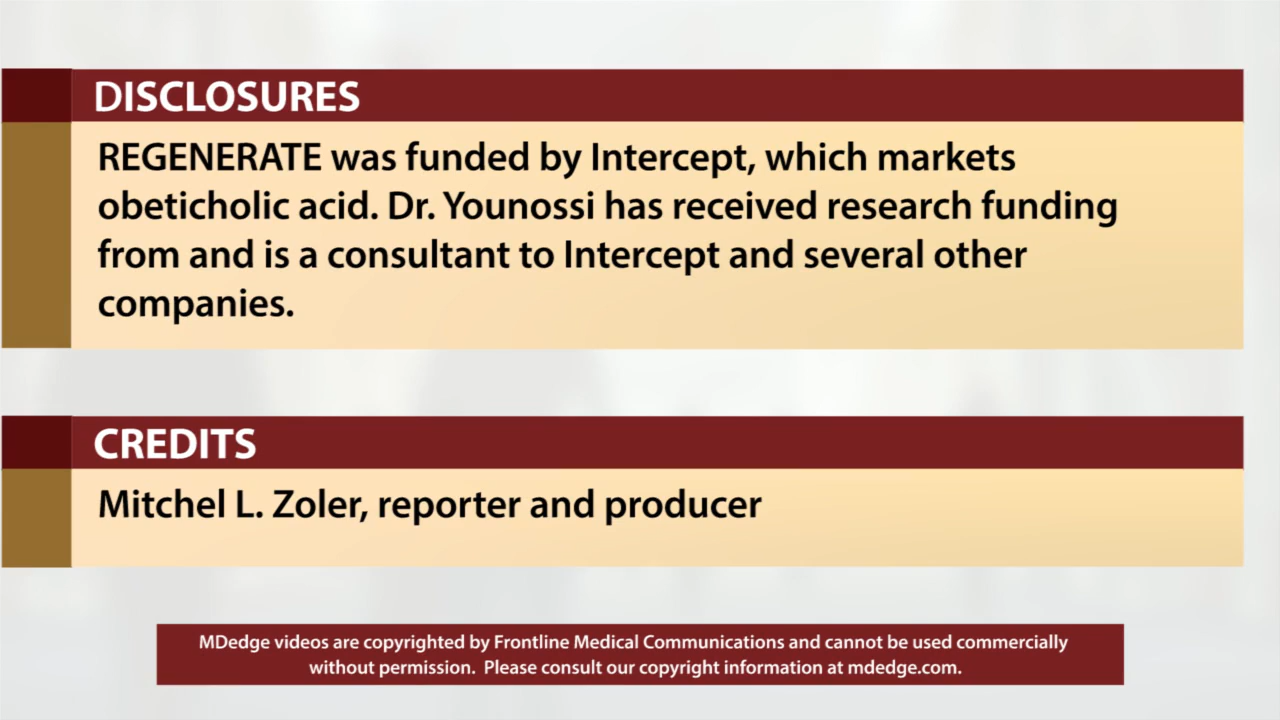 DISCLOSURES
REGENERATE was funded by Intercept, which markets
obeticholic acid. Dr. Younossi has received research funding
from and is a consultant to Intercept and several other
companies.
CREDITS
Mitchel L. Zoler, reporter and producer
MDedge videos are copyrighted by Frontline Medical Communications and cannot be used commercially
without permission.  Please consult our copyright information at mdedge.com.